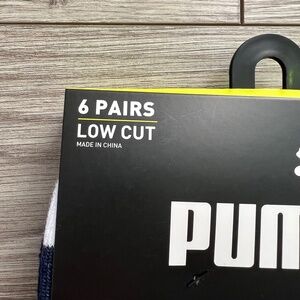 6 PAIRS
LOW CUT
MADE IN CHINA
PUM